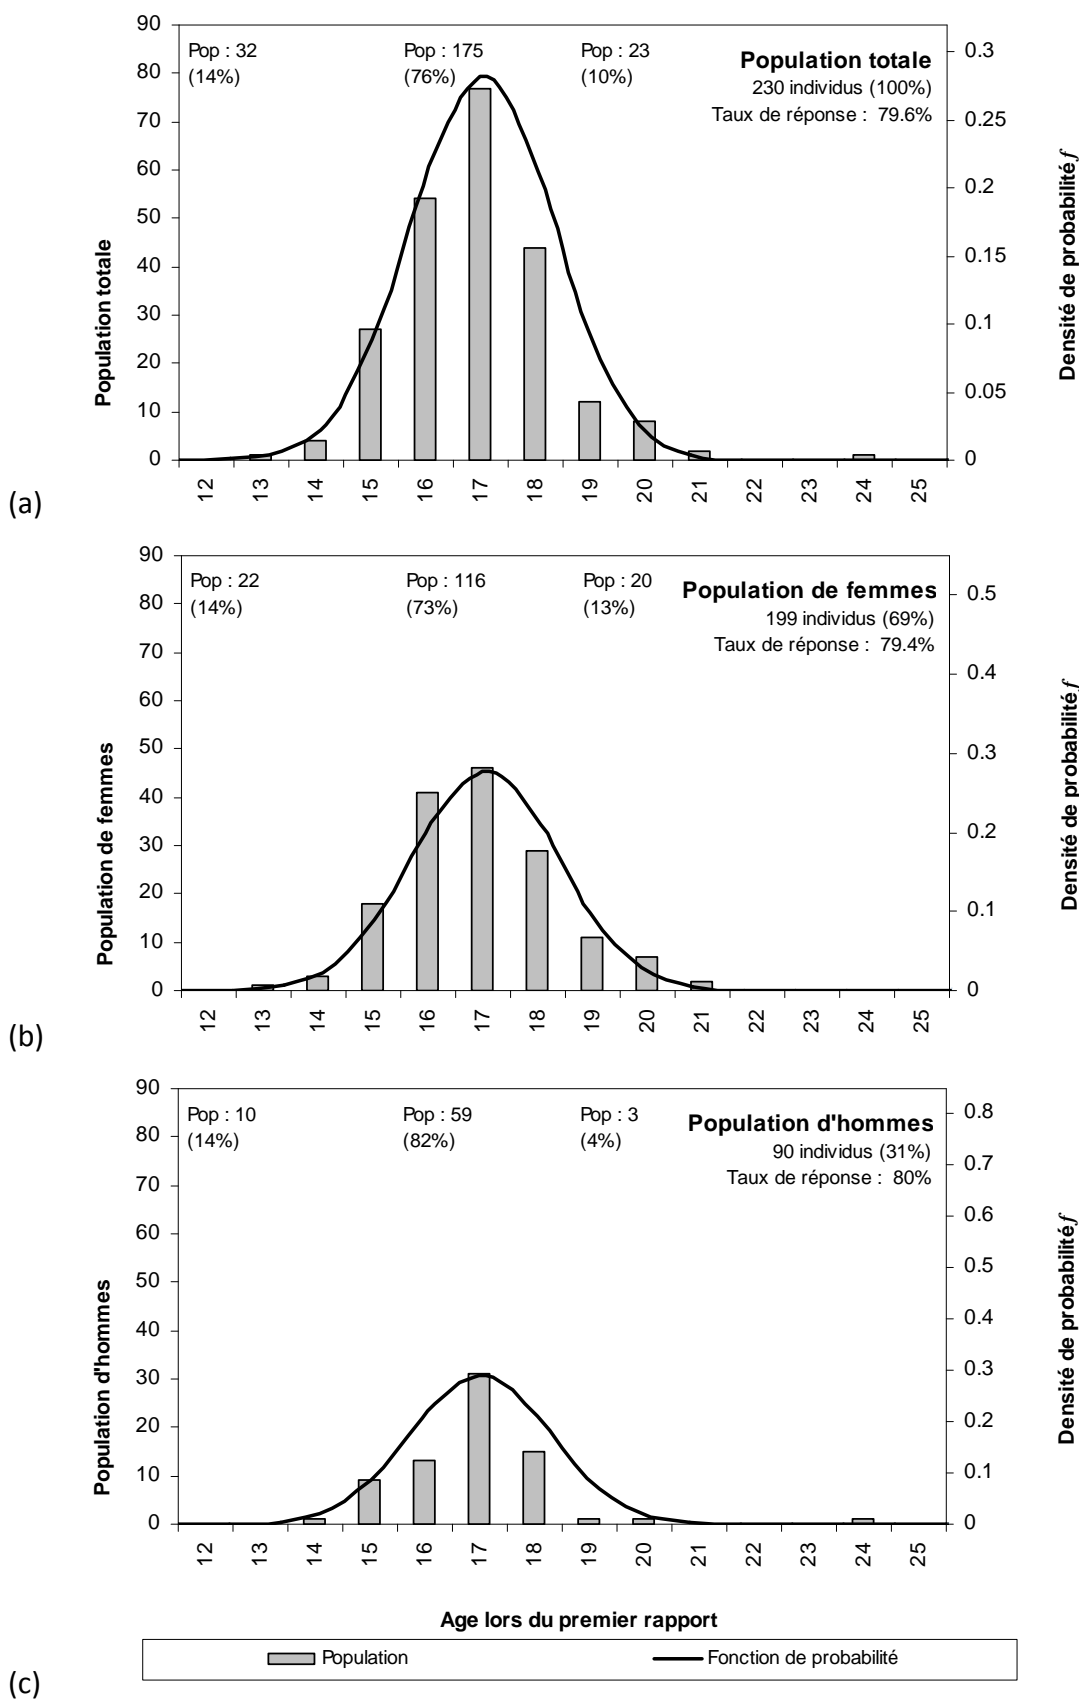 90
80
70
60
50
40
30
20
10
0
Population totale
Pop : 32
(14%)
Pop : 175
(76%)
Pop : 23
(10%)
Population totale
230 individus (100%)
Taux de réponse : 79.6%
0.3
0.25
0.2
0.15
0.1
0.05
0
Densité de probabilité f
12 13 14 15 16 17 18 19 20 21 22 23 24 25
(a)
90
80
70
60
50
40
30
20
10
0
Population de femmes
Pop : 22
(14%)
Pop : 116
(73%)
Pop : 20
(13%)
Population de femmes
199 individus (69%)
Taux de réponse : 79.4%
0.5
0.4
0.3
0.2
0.1
0
Densité de probabilité f
12 13 14 15 16 17 18 19 20 21 22 23 24 25
(b)
90
80
70
60
50
40
30
20
10
0
Population d'hommes
Pop : 10
(14%)
Pop : 59
(82%)
Pop : 3
(4%)
Population d'hommes
90 individus (31%)
Taux de réponse : 80%
0.8
0.7
0.6
0.5
0.4
0.3
0.2
0.1
0
Densité de probabilité f
12 13 14 15 16 17 18 19 20 21 22 23 24 25
Age lors du premier rapport
Population
Fonction de probabilité
(c)